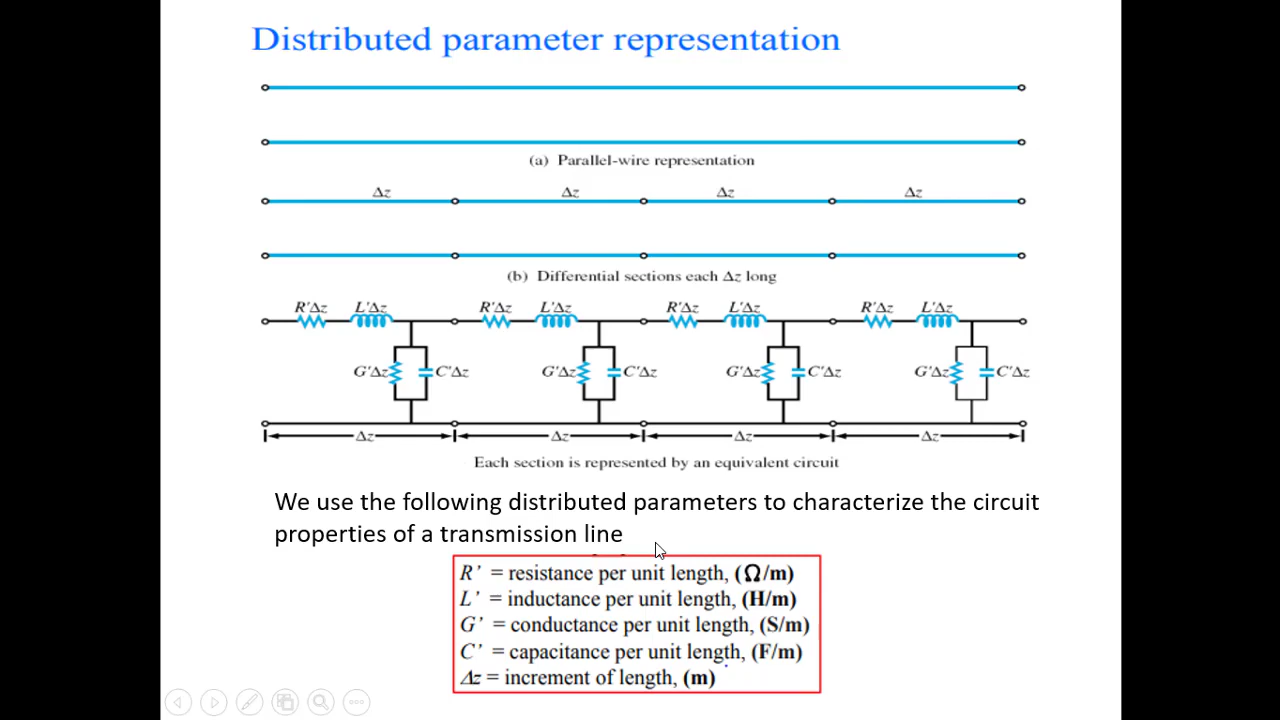 Distributed parameter representation
(a) Parallel-wire representation
Δz Δz Δz Δz
(b) Differential sections each Δz long
R'Δz L'Δz R'Δz L'Δz R'Δz L'Δz R'Δz L'Δz
G'Δz C'Δz G'Δz C'Δz G'Δz C'Δz G'Δz C'Δz
Δz Δz Δz Δz
Each section is represented by an equivalent circuit
We use the following distributed parameters to characterize the circuit
properties of a transmission line
R' = resistance per unit length, (Ω/m)
L' = inductance per unit length, (H/m)
G' = conductance per unit length, (S/m)
C' = capacitance per unit length, (F/m)
Δz = increment of length, (m)